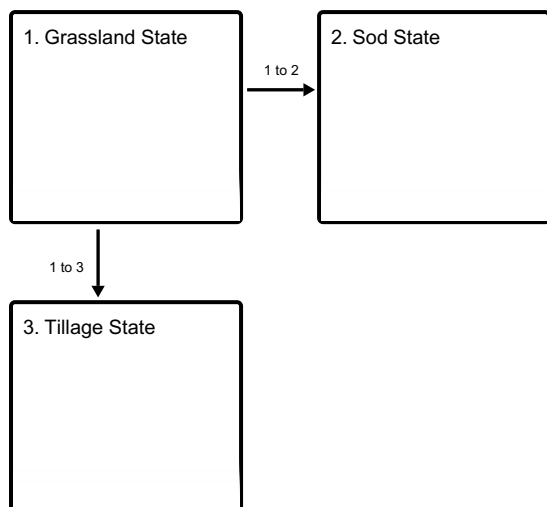 1. Grassland State
2. Sod State
1 to 2
1 to 3
3. Tillage State